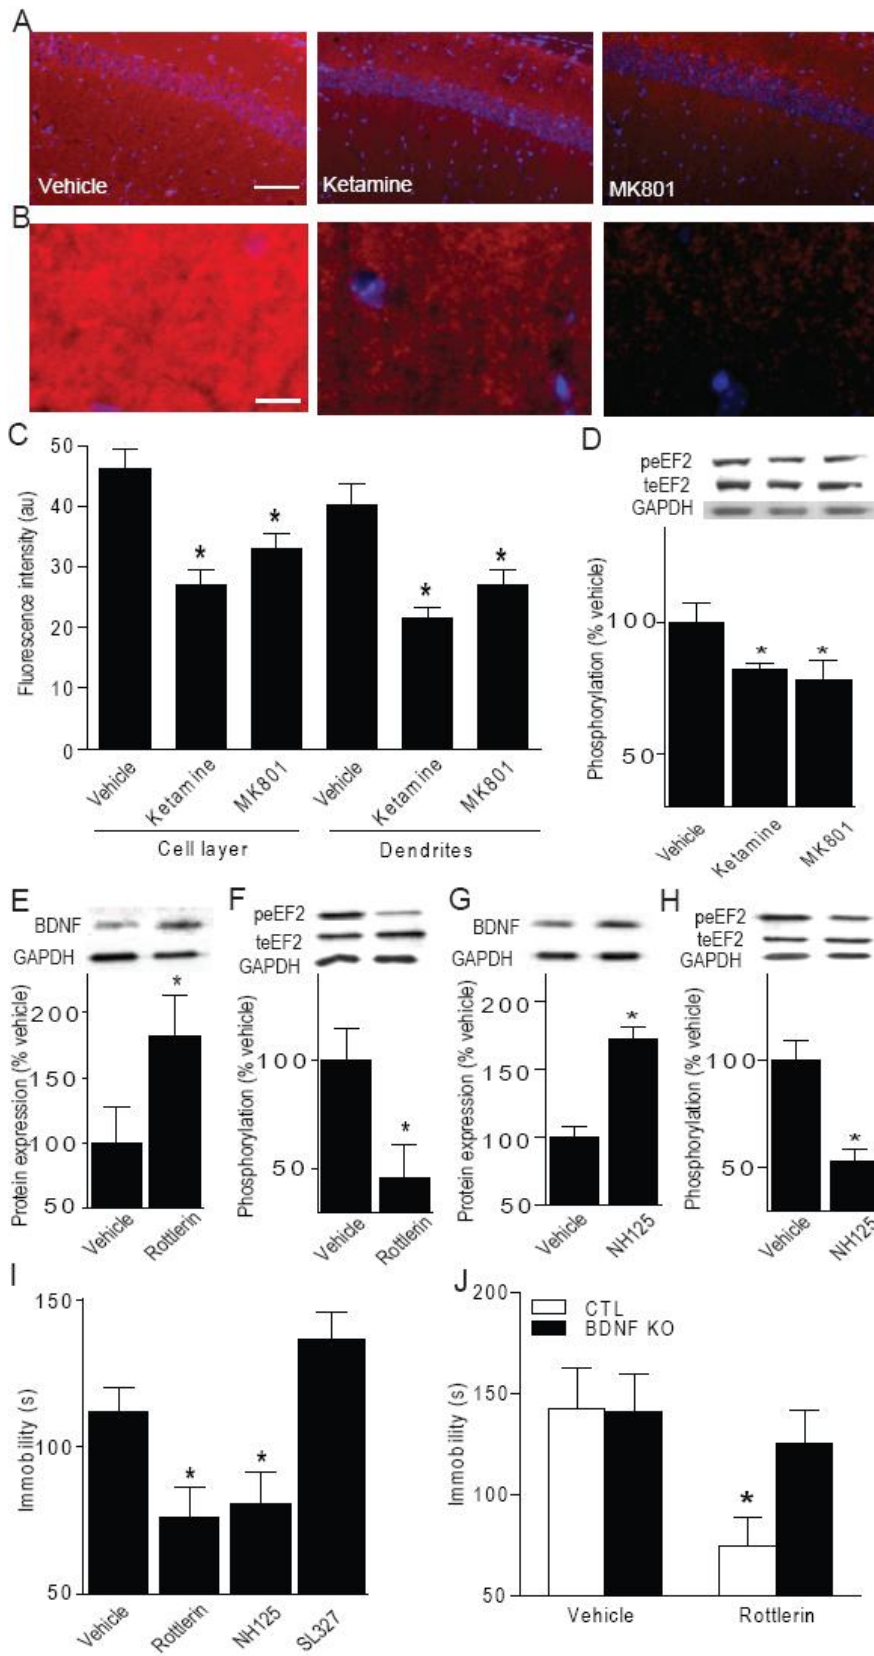 A
Vehicle
Ketamine
MK801
B
C
Fluorescence intensity (au)
50
40
30
20
10
0
Vehicle
Ketamine
MK801
Vehicle
Ketamine
MK801
Cell layer
Dendrites
D
peEF2
teEF2
GAPDH
Phosphorylation (% vehicle)
100
50
*
*
*
*
*
*
Vehicle
Ketamine
MK801
E
BDNF
GAPDH
Protein expression (% vehicle)
200
150
100
50
*
Vehicle
Rottlerin
F
peEF2
teEF2
GAPDH
Phosphorylation (% vehicle)
100
50
*
Vehicle
Rottlerin
G
BDNF
GAPDH
Protein expression (% vehicle)
200
150
100
50
*
Vehicle
NH125
H
peEF2
teEF2
GAPDH
Phosphorylation (% vehicle)
100
50
*
Vehicle
NH125
I
Immobility (s)
150
100
50
*
*
Vehicle
Rottlerin
NH125
SL327
J
Immobility (s)
200
150
100
50
CTL
BDNF KO
*
Vehicle
Rottlerin